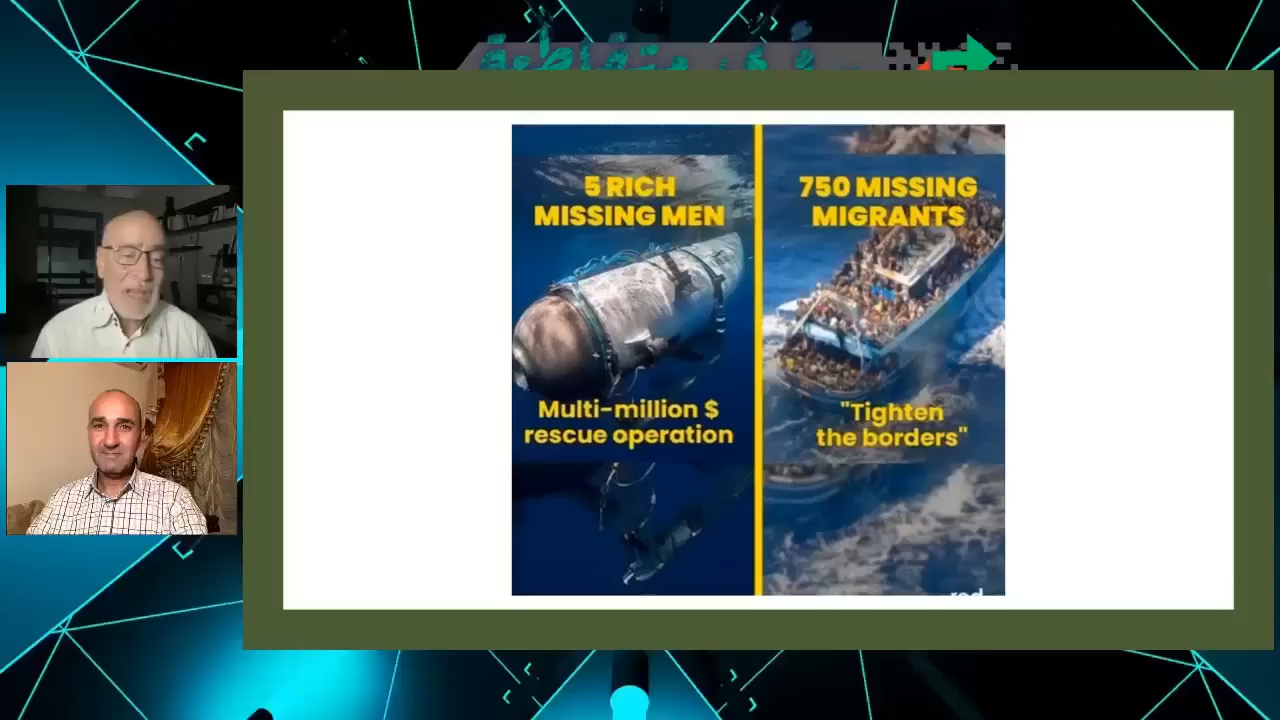 5 RICH
MISSING MEN
Multi-million $
rescue operation
750 MISSING
MIGRANTS
"Tighten
the borders"